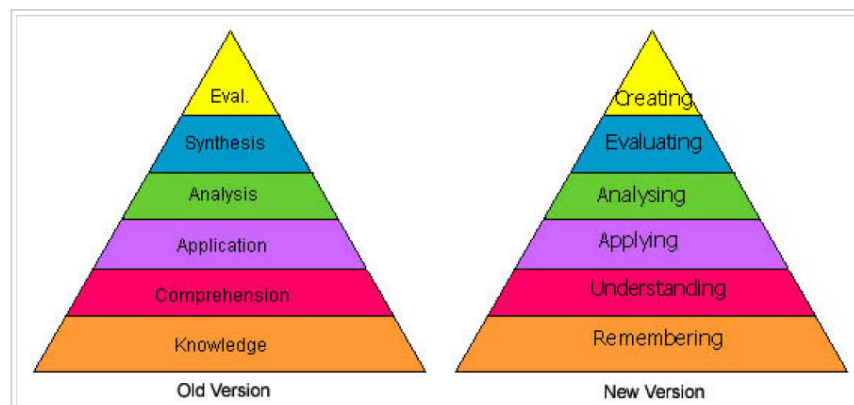 Eval.
Synthesis
Analysis
Application
Comprehension
Knowledge
Old Version
Creating
Evaluating
Analysing
Applying
Understanding
Remembering
New Version